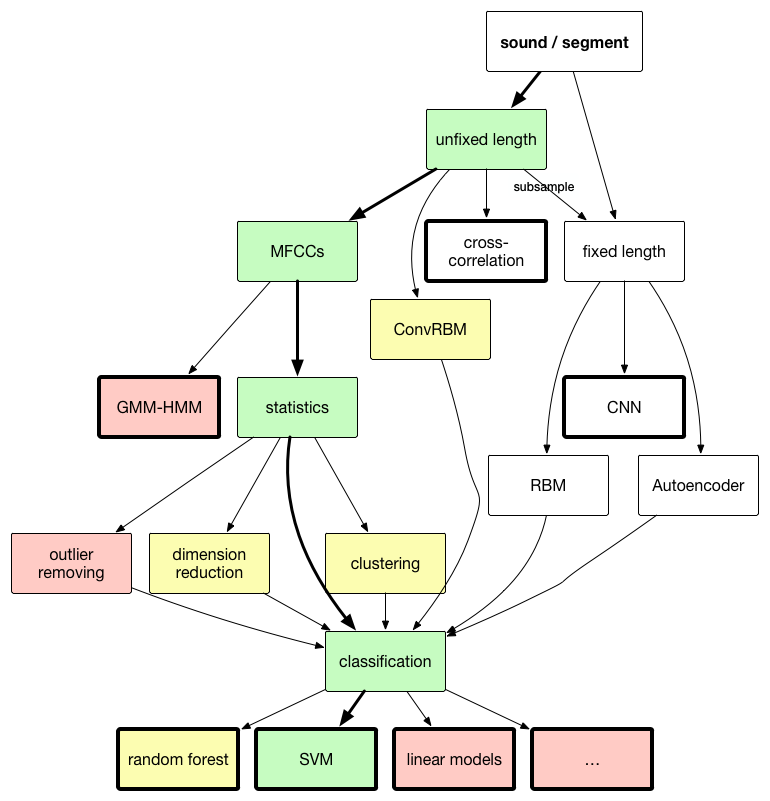 sound / segment
unfixed length
subsample
MFCCs
cross-
correlation
fixed length
ConvRBM
GMM-HMM
statistics
CNN
RBM
Autoencoder
outlier
removing
dimension
reduction
clustering
classification
random forest
SVM
linear models
...